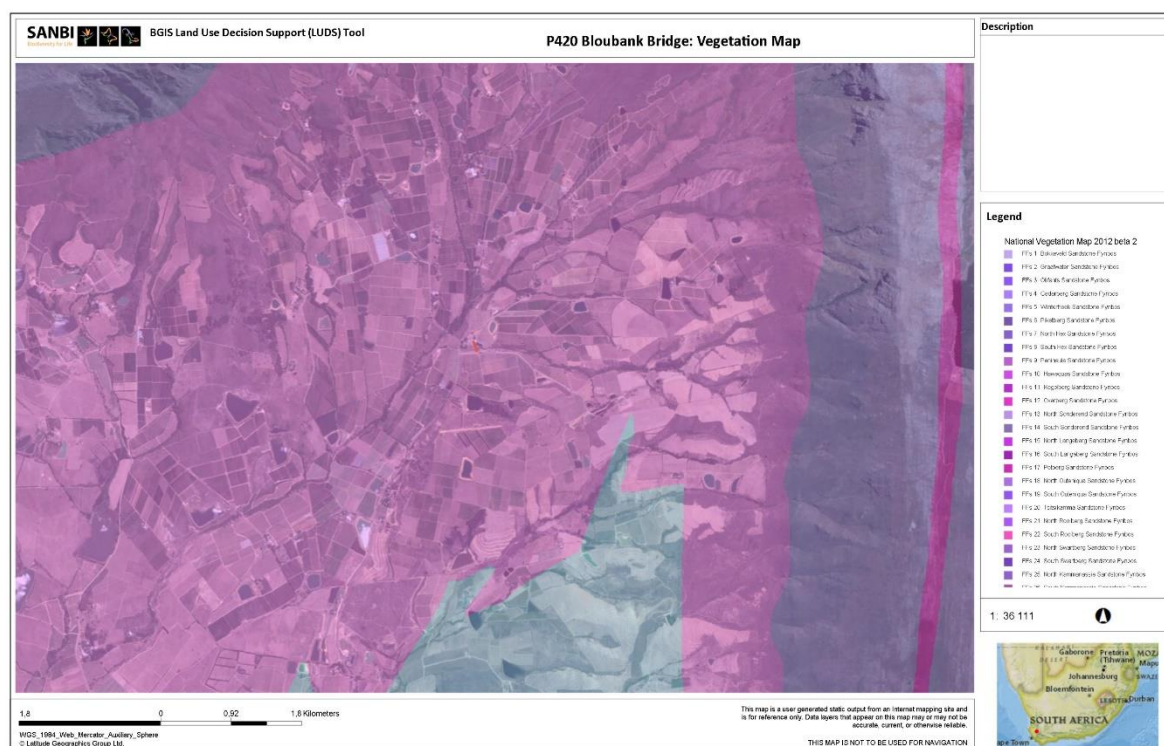 SANBI
Biodiversity for Life
BGIS Land Use Decision Support (LUDS) Tool
P420 Bloubank Bridge: Vegetation Map
Description
Legend
National Vegetation Map 2012 beta 2
FFs 1 Bokkeveld Sandstone Fynbos
FFs 2 Graafwater Sandstone Fynbos
FFs 3 Olifants Sandstone Fynbos
FFs 4 Cederberg Sandstone Fynbos
FFs 5 Winterhoek Sandstone Fynbos
FFs 6 Piketberg Sandstone Fynbos
FFs 7 North Hex Sandstone Fynbos
FFs 8 South Hex Sandstone Fynbos
FFs 9 Peninsula Sandstone Fynbos
FFs 10 Hawequas Sandstone Fynbos
FFs 11 Kogelberg Sandstone Fynbos
FFs 12 Overberg Sandstone Fynbos
FFs 13 North Sonderend Sandstone Fynbos
FFs 14 South Sonderend Sandstone Fynbos
FFs 15 North Langeberg Sandstone Fynbos
FFs 16 South Langeberg Sandstone Fynbos
FFs 17 Potberg Sandstone Fynbos
FFs 18 North Outeniqua Sandstone Fynbos
FFs 19 South Outeniqua Sandstone Fynbos
FFs 20 Tsitsikamma Sandstone Fynbos
FFs 21 North Rooiberg Sandstone Fynbos
FFs 22 South Rooiberg Sandstone Fynbos
FFs 23 North Swartberg Sandstone Fynbos
FFs 24 South Swartberg Sandstone Fynbos
FFs 25 North Kammanassie Sandstone Fynbos
1: 36 111
Gaborone Pretoria MOZ
DESERT (Tshwane) Mapu
Johannesburg SWAZI
Bloemfontein
LESOTHO Durban
SOUTH AFRICA
ape Town
1,8 0 0,92 1,8 Kilometers
WGS_1984_Web_Mercator_Auxiliary_Sphere
© Latitude Geographics Group Ltd.
This map is a user generated static output from an Internet mapping site and
is for reference only. Data layers that appear on this map may or may not be
accurate, current, or otherwise reliable.
THIS MAP IS NOT TO BE USED FOR NAVIGATION